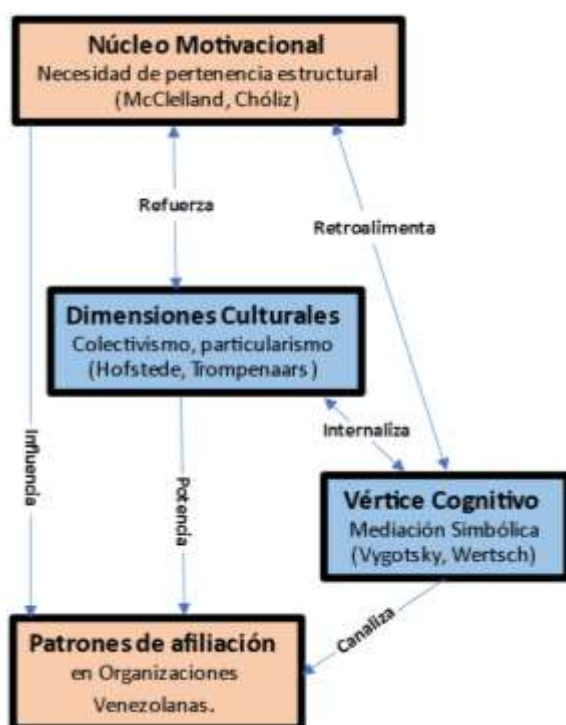 Núcleo Motivacional
Necesidad de pertenencia estructural
(McClelland, Chóliz)
Refuerza
Retroalimenta
Dimensiones Culturales
Colectivismo, particularismo
(Hofstede, Trompenaars )
Internaliza
Influencia
Potencia
Vértice Cognitivo
Mediación Simbólica
(Vygotsky, Wertsch)
Canaliza
Patrones de afiliación
en Organizaciones
Venezolanas.